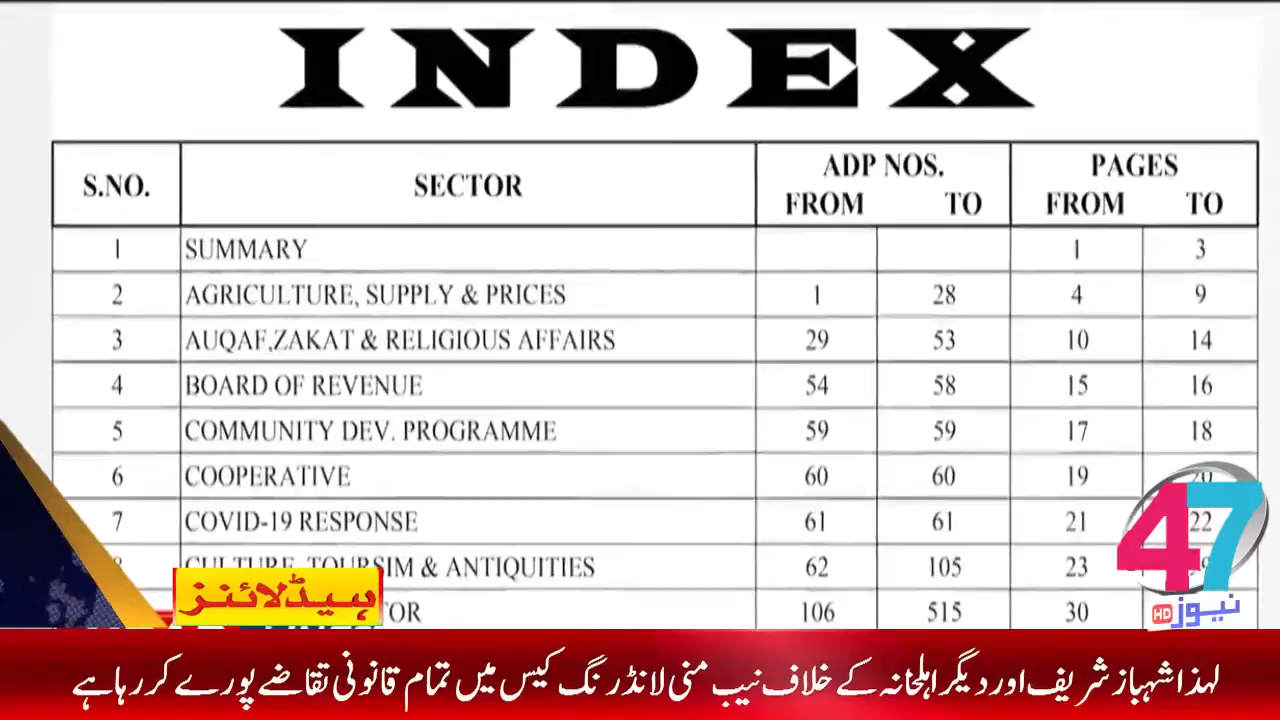 INDEX
S.NO. SECTOR ADP NOS. PAGES
FROM TO FROM TO
1 SUMMARY 1 3
2 AGRICULTURE, SUPPLY & PRICES 1 28 4 9
3 AUQAF,ZAKAT & RELIGIOUS AFFAIRS 29 53 10 14
4 BOARD OF REVENUE 54 58 15 16
5 COMMUNITY DEV. PROGRAMME 59 59 17 18
6 COOPERATIVE 60 60 19 20
7 COVID-19 RESPONSE 61 61 21 22
CULTURE, TOURSIM & ANTIQUITIES 62 105 23
106 515 30
47
نیوز HD
ہیڈلائنز
لہذا شہباز شریف اور دیگر اہلخانہ کے خلاف نیب منی لانڈرنگ کیس میں تمام قانونی تقاضے پورے کر رہا ہے